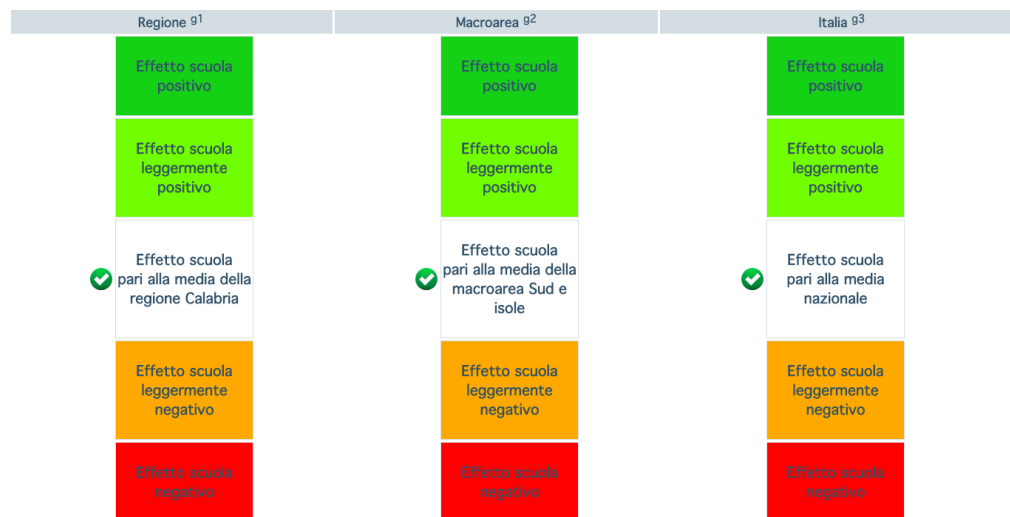 Regione g1
Macroarea g2
Italia g3
Effetto scuola
positivo
Effetto scuola
positivo
Effetto scuola
positivo
Effetto scuola
leggermente
positivo
Effetto scuola
leggermente
positivo
Effetto scuola
leggermente
positivo
Effetto scuola
pari alla media della
regione Calabria
Effetto scuola
pari alla media della
macroarea Sud e
isole
Effetto scuola
pari alla media
nazionale
Effetto scuola
leggermente
negativo
Effetto scuola
leggermente
negativo
Effetto scuola
leggermente
negativo
Effetto scuola
negativo
Effetto scuola
negativo
Effetto scuola
negativo